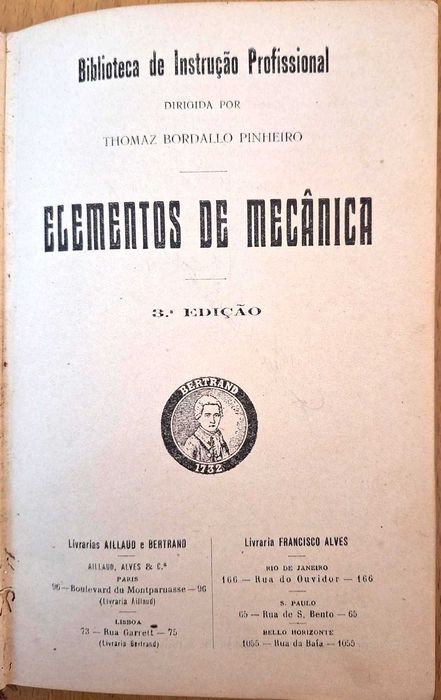 Biblioteca de Instrução Profissional
DIRIGIDA POR
THOMAZ BORDALLO PINHEIRO
ELEMENTOS DE MECÂNICA
3.ª EDIÇÃO
BERTRAND
1732
Livrarias AILLAUD e BERTRAND
AILLAUD, ALVES & C.ª
PARIS
96—Boulevard du Montparnasse—96
(Livraria Aillaud)
LISBOA
73 — Rua Garrett — 75
(Livraria Bertrand)
Livraria FRANCISCO ALVES
RIO DE JANEIRO
166 — Rua do Ouvidor — 166
S. PAULO
65 — Rua de S. Bento — 65
BELLO HORIZONTE
1055 — Rua da Baía — 1055